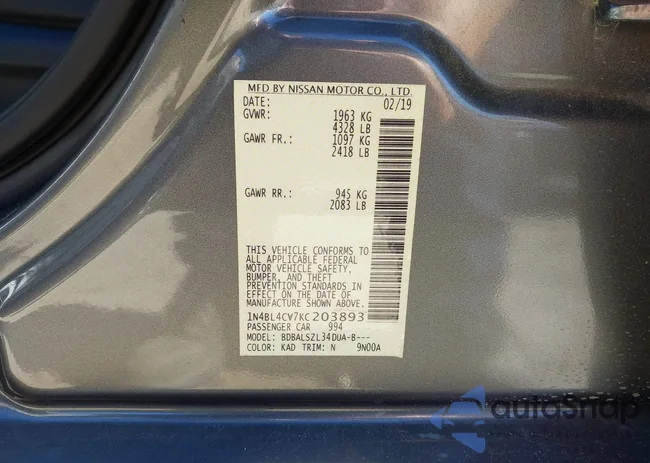 MFD BY NISSAN MOTOR CO., LTD.
DATE: 02/19
GVWR: 1963 KG
4328 LB
GAWR FR.: 1097 KG
2418 LB
GAWR RR.: 945 KG
2083 LB
THIS VEHICLE CONFORMS TO
ALL APPLICABLE FEDERAL
MOTOR VEHICLE SAFETY,
BUMPER, AND THEFT
PREVENTION STANDARDS IN
EFFECT ON THE DATE OF
MANUFACTURE SHOWN ABOVE.
1N4BL4CV7KC203893
PASSENGER CAR 994
MODEL: BDBALSZL34DUA-B---
COLOR: KAD TRIM: N 9N00A
autoSnap